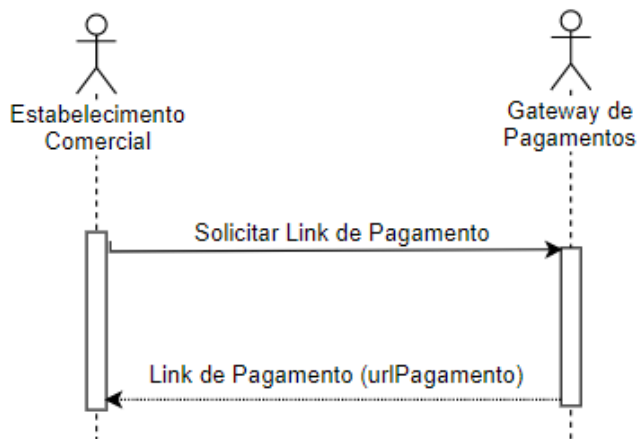 Estabelecimento
Comercial
Gateway de
Pagamentos
Solicitar Link de Pagamento
Link de Pagamento (urlPagamento)